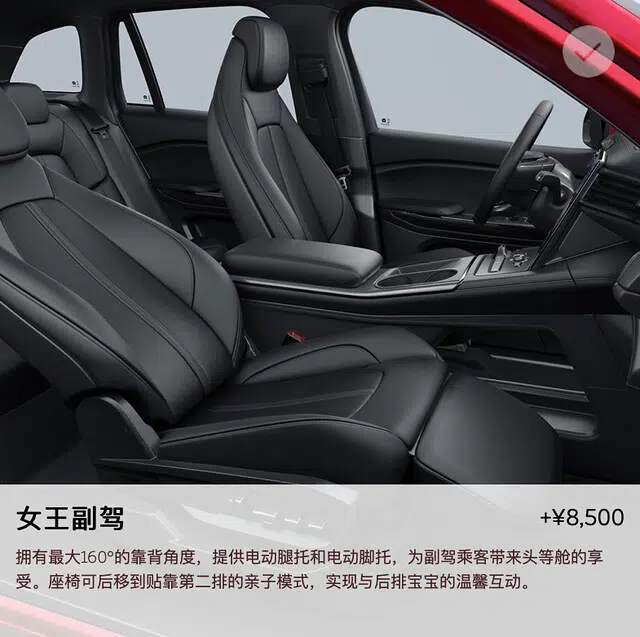 女王副驾
+¥8,500
拥有最大160°的靠背角度，提供电动腿托和电动脚托，为副驾乘客带来头等舱的享
受。座椅可后移到贴靠第二排的亲子模式，实现与后排宝宝的温馨互动。